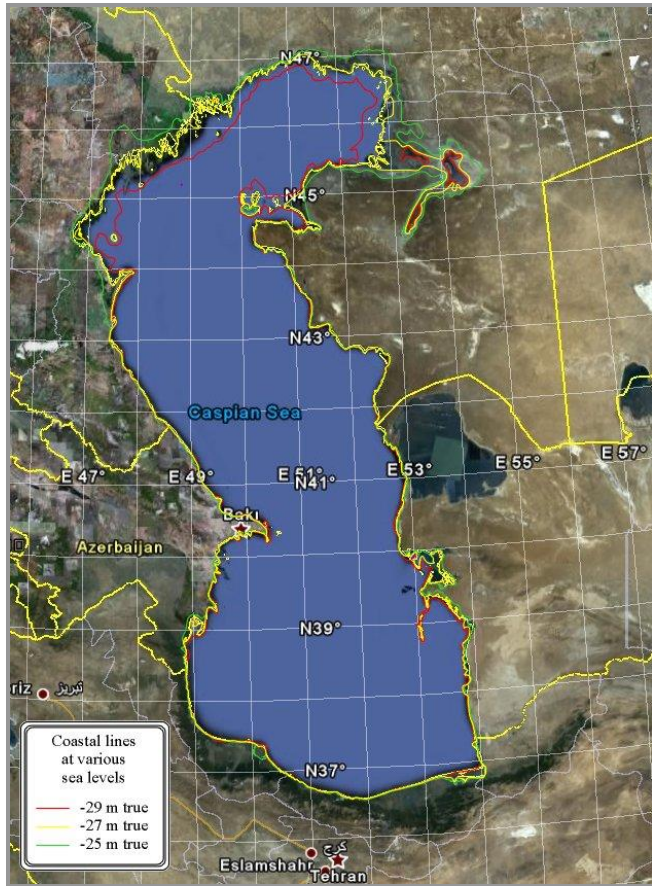 N47°
N45°
N43°
Caspian Sea
E 47°
E 49°
E 51°
E 53°
E 55°
E 57°
N41°
Bakı
Azerbaijan
N39°
riz
تبریز
N37°
Coastal lines
at various
sea levels
-29 m true
-27 m true
-25 m true
کرج
Eslamshahr
Tehran